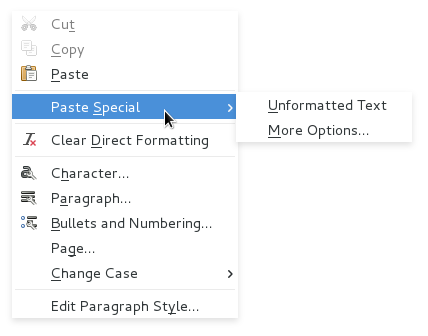 Cut
Copy
Paste
Paste Special
Unformatted Text
More Options...
Clear Direct Formatting
Character...
Paragraph...
Bullets and Numbering...
Page...
Change Case
Edit Paragraph Style...